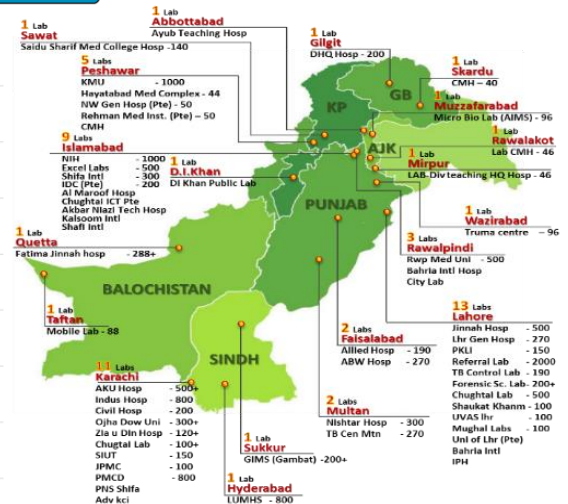 1 Lab
Abbottabad
Ayub Teaching Hosp
1 Lab
Sawat
Saidu Sharif Med College Hosp -140
1 Lab
Gilgit
DHQ Hosp - 200
5 Labs
Peshawar
KMU - 1000
Hayatabad Med Complex - 44
NW Gen Hosp (Pte) - 50
Rehman Med Inst. (Pte) - 50
CMH
1 Lab
Skardu
CMH - 40
1 Lab
Muzzafarabad
Micro Bio Lab (AIMS) - 96
1 Lab
Rawalakot
Lab CMH - 46
1 Lab
Mirpur
LAB-Div teaching HQ Hosp - 46
9 Labs
Islamabad
NIH - 1000
Excel Labs - 500
Shifa Intl - 300
IDC (Pte) - 200
Al Maroof Hosp
Chughtai ICT Pte
Akbar Niazi Tech Hosp
Kalsoom Intl
Shafi Intl
1 Lab
D.I.Khan
DI Khan Public Lab
KP
GB
AJK
PUNJAB
BALOCHISTAN
SINDH
1 Lab
Wazirabad
Truma centre - 96
3 Labs
Rawalpindi
Rwp Med Uni - 500
Bahria Intl Hosp
City Lab
1 Lab
Quetta
Fatima Jinnah hosp - 288+
1 Lab
Taftan
Mobile Lab - 88
2 Labs
Faisalabad
Allied Hosp - 190
ABW Hosp - 270
13 Labs
Lahore
Jinnah Hosp - 500
Lhr Gen Hosp - 270
PKLI - 150
Referral Lab - 2000
TB Control Lab - 190
Forensic Sc. Lab- 200+
Chughtal Lab - 500
Shaukat Khanm - 100
UVAS lhr - 100
Mughal Labs - 100
Uni of Lhr (Pte)
Bahria Intl
IPH
11 Labs
Karachi
AKU Hosp - 500+
Indus Hosp - 800
Civil Hosp - 200
Ojha Dow Uni - 300+
Zia u Din Hosp - 120+
Chugtal Lab - 100+
SIUT - 150
JPMC - 100
PMCD - 800
PNS Shifa
Adv kci
2 Labs
Multan
Nishtar Hosp - 300
TB Cen Mtn - 270
1 Lab
Sukkur
GIMS (Gambat) -200+
1 Lab
Hyderabad
LUMHS - 800